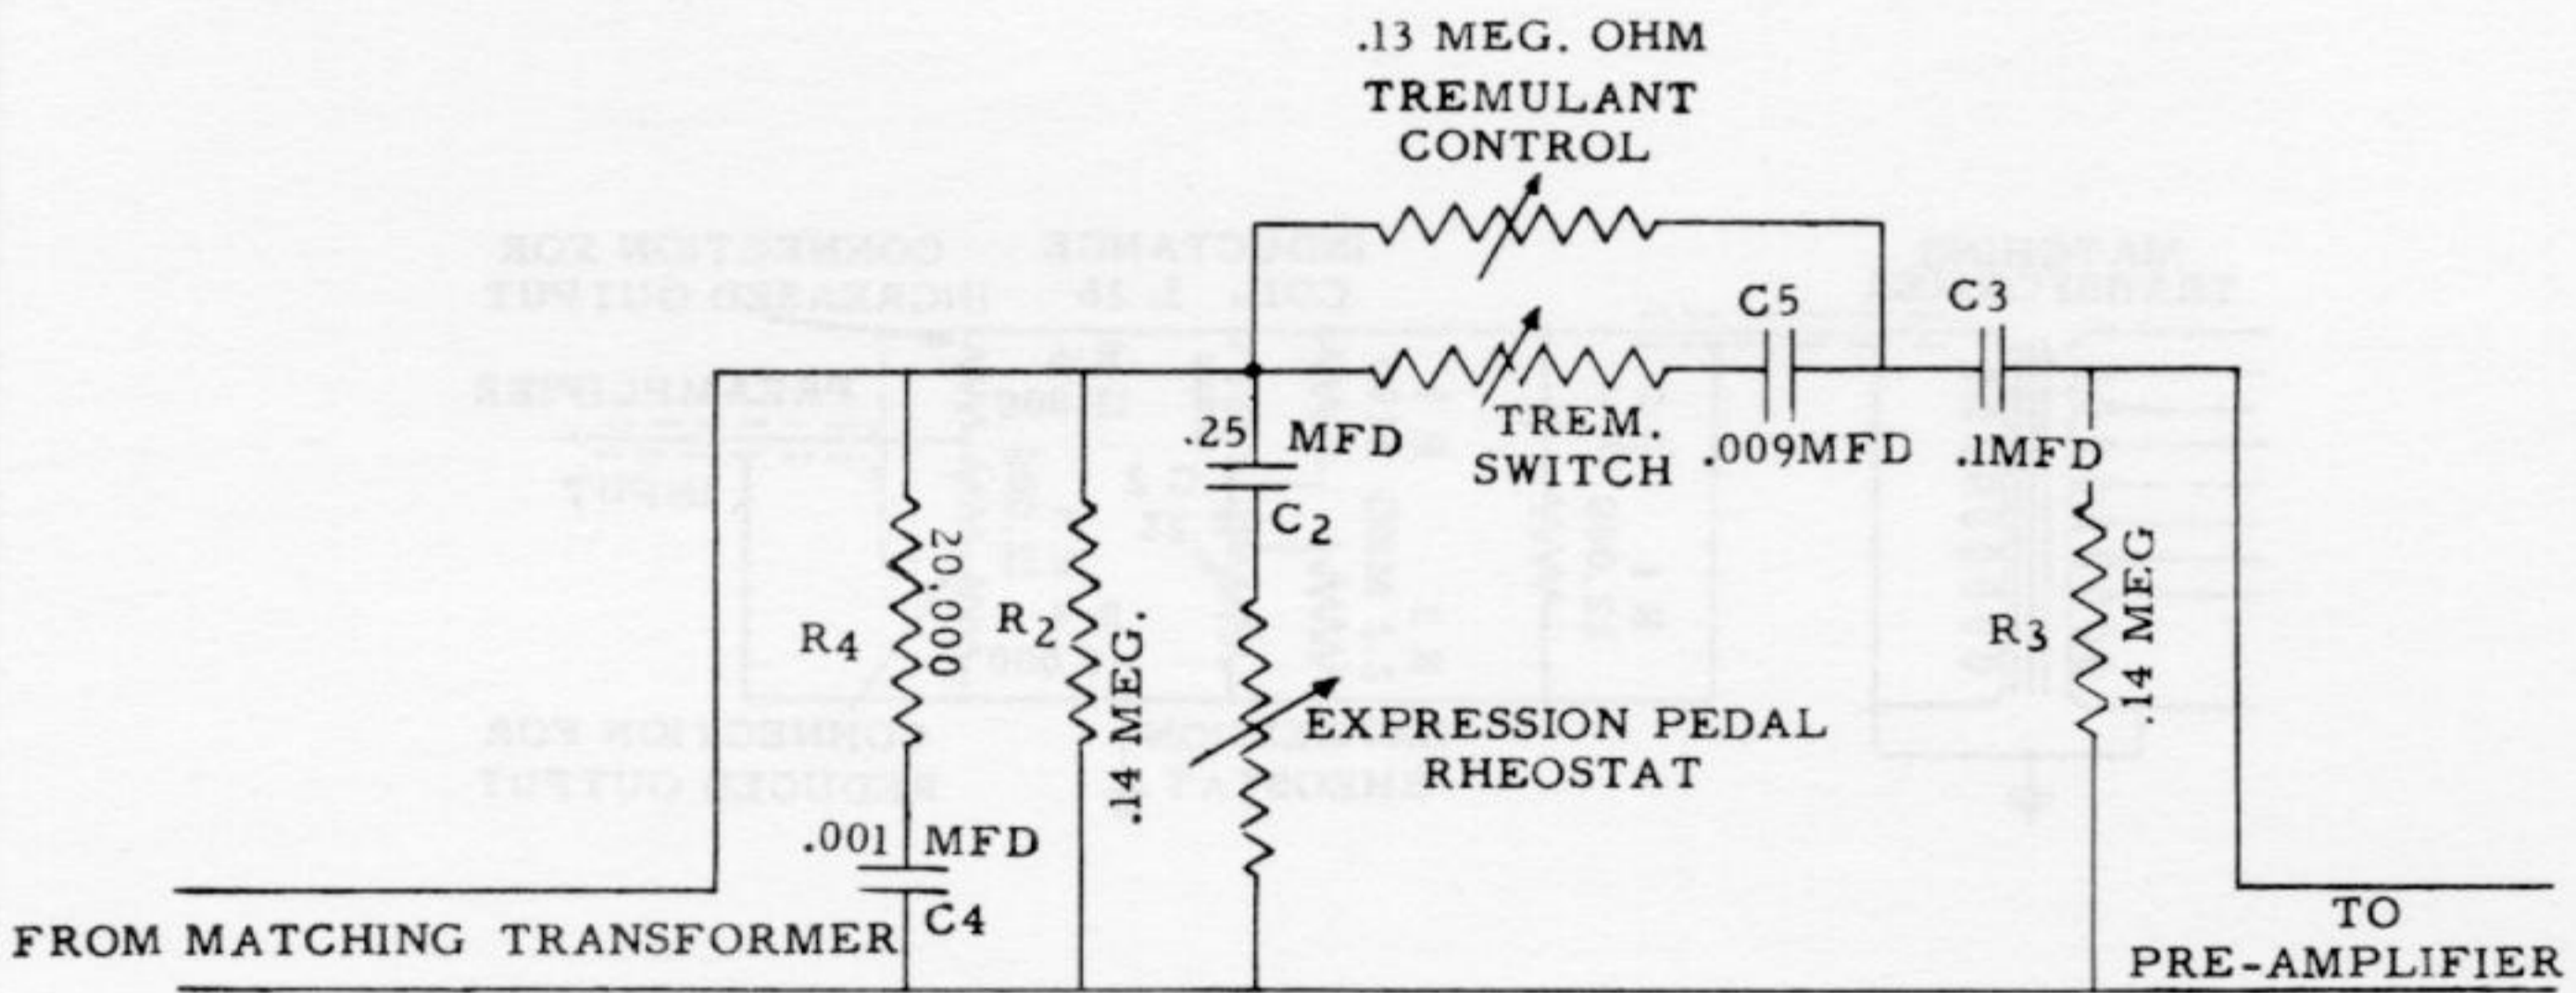 .13 MEG. OHM
TREMULANT
CONTROL
C5
C3
.25 MFD
TREM.
SWITCH
.009MFD
.1MFD
C2
20,000
R4
R2
.14 MEG.
R3
.14 MEG
EXPRESSION PEDAL
RHEOSTAT
.001 MFD
C4
FROM MATCHING TRANSFORMER
TO
PRE-AMPLIFIER